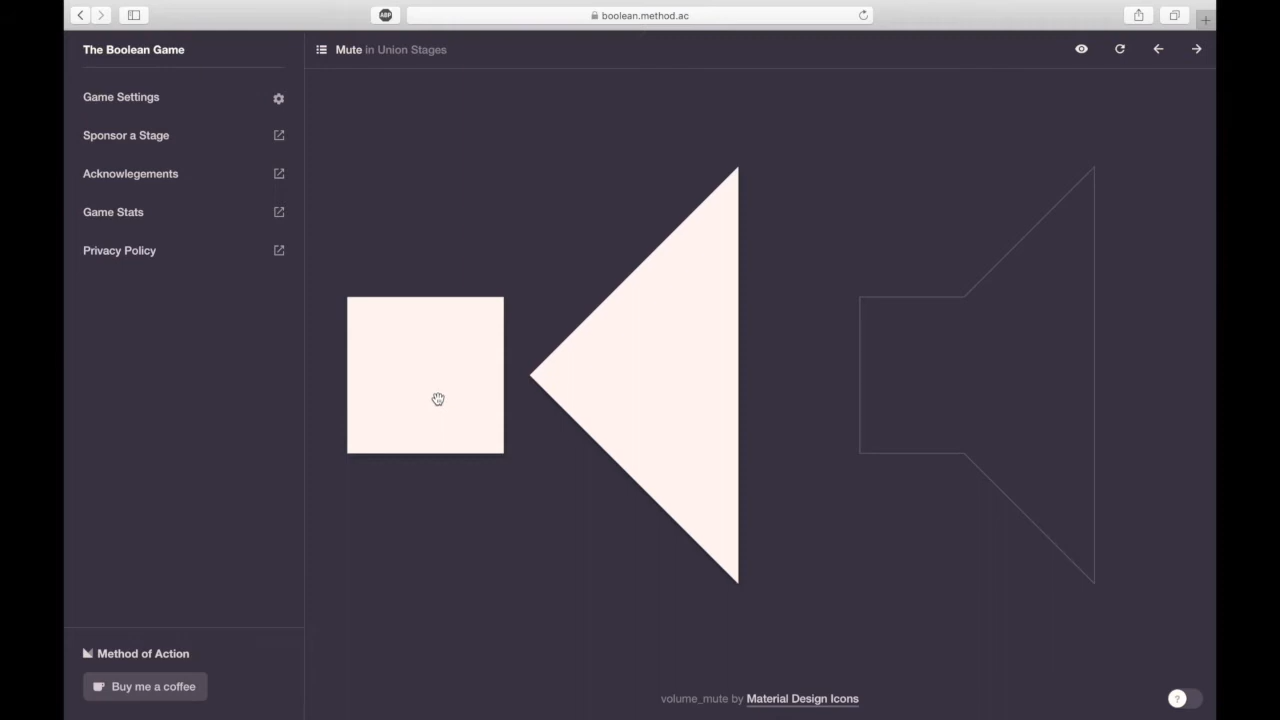 ABP
boolean.method.ac
The Boolean Game
Mute in Union Stages
Game Settings
Sponsor a Stage
Acknowlegements
Game Stats
Privacy Policy
Method of Action
Buy me a coffee
volume_mute by Material Design Icons
?